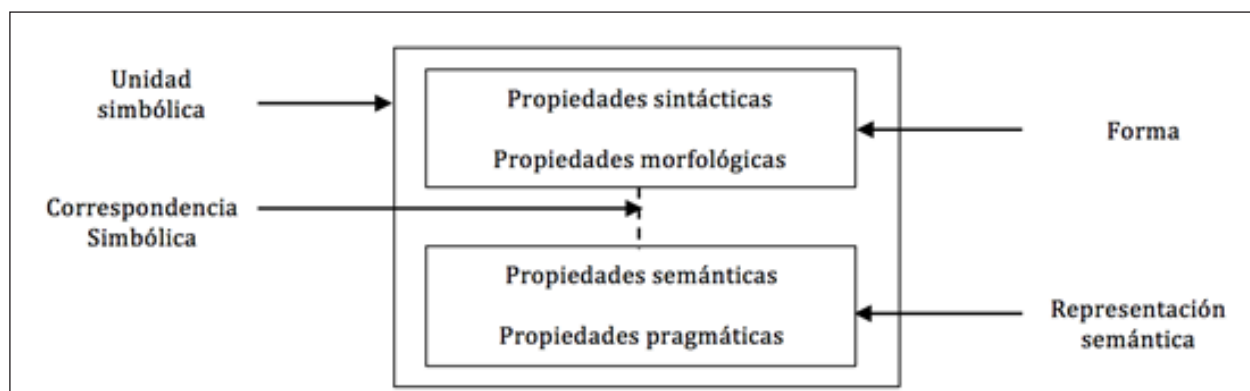 Unidad
simbólica
Propiedades sintácticas
Propiedades morfológicas
Forma
Correspondencia
Simbólica
Propiedades semánticas
Propiedades pragmáticas
Representación
semántica